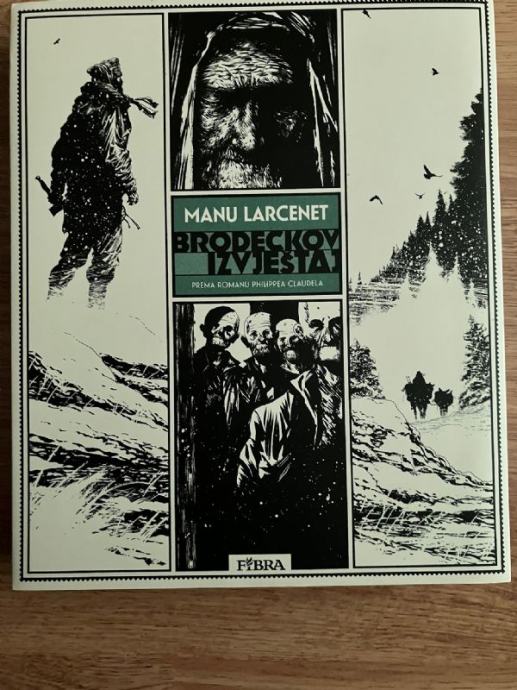 MANU LARCENET
BRODECKOV
IZVJEŠTAJ
PREMA ROMANU PHILIPPEA CLAUDELA
FIBRA